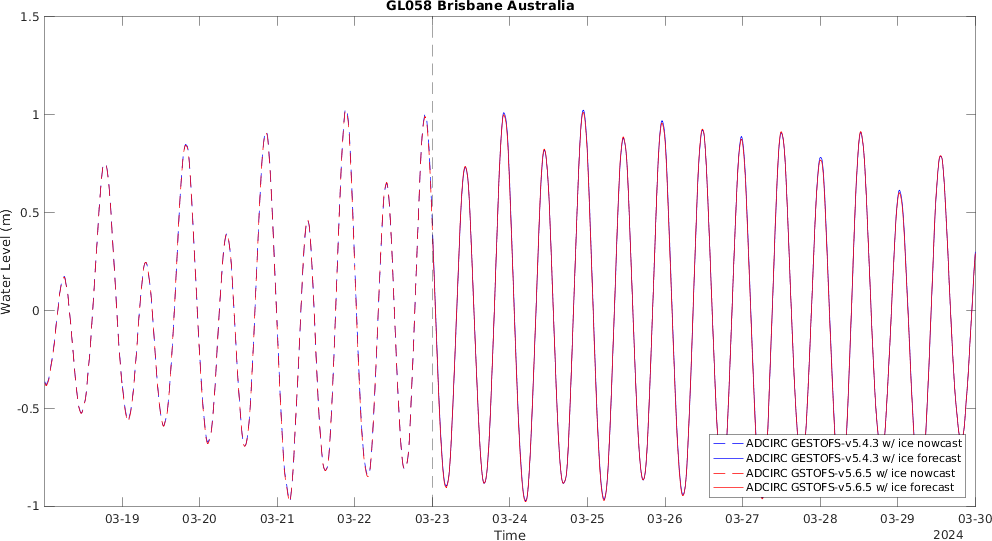 GL058 Brisbane Australia
1.5
1
0.5
0
-0.5
-1
Water Level (m)
03-19 03-20 03-21 03-22 03-23 03-24 03-25 03-26 03-27 03-28 03-29 03-30
Time
2024
ADCIRC GESTOFS-v5.4.3 w/ ice nowcast
ADCIRC GESTOFS-v5.4.3 w/ ice forecast
ADCIRC GSTOFS-v5.6.5 w/ ice nowcast
ADCIRC GSTOFS-v5.6.5 w/ ice forecast